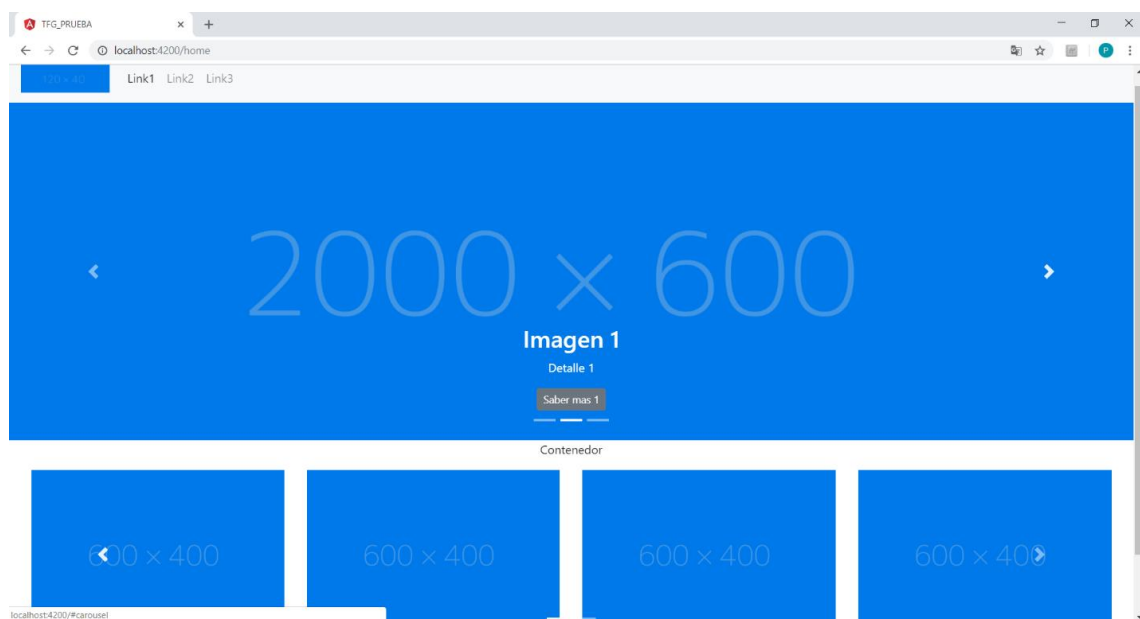 TFG_PRUEBA
localhost:4200/home
P
120 × 40
Link1 Link2 Link3
2000 × 600
Imagen 1
Detalle 1
Saber mas 1
Contenedor
600 × 400 600 × 400 600 × 400 600 × 400
localhost:4200/#carousel